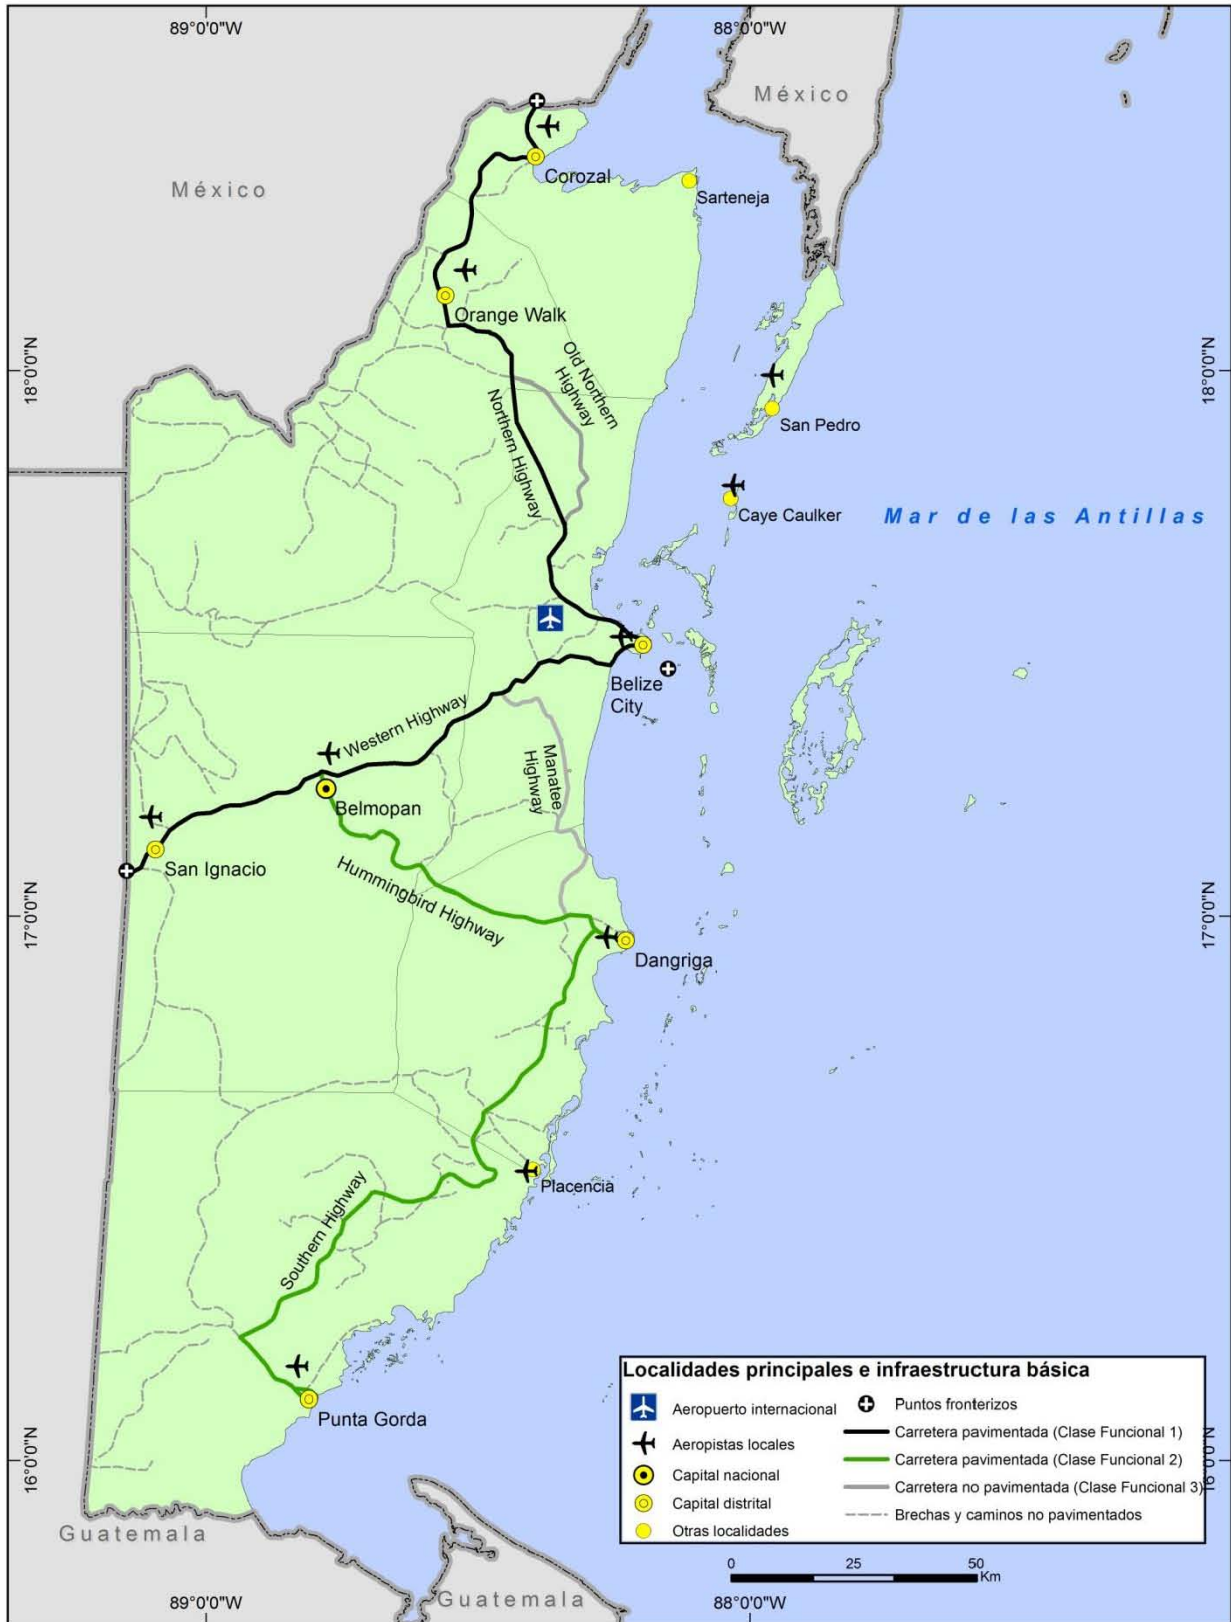 89°0'0"W
88°0'0"W
México
México
Corozal
Sarteneja
Orange Walk
Old Northern
Highway
18°0'0"N
18°0'0"N
Northern Highway
San Pedro
Caye Caulker
Mar de las Antillas
Belize
City
Western Highway
Manatee
Highway
Belmopan
San Ignacio
Hummingbird Highway
17°0'0"N
17°0'0"N
Dangriga
Placencia
Southern Highway
Punta Gorda
Localidades principales e infraestructura básica
Aeropuerto internacional
Aeropistas locales
Capital nacional
Capital distrital
Otras localidades
Puntos fronterizos
Carretera pavimentada (Clase Funcional 1)
Carretera pavimentada (Clase Funcional 2)
Carretera no pavimentada (Clase Funcional 3)
Brechas y caminos no pavimentados
16°0'0"N
16°0'0"N
Guatemala
Guatemala
0 25 50
Km
89°0'0"W
88°0'0"W